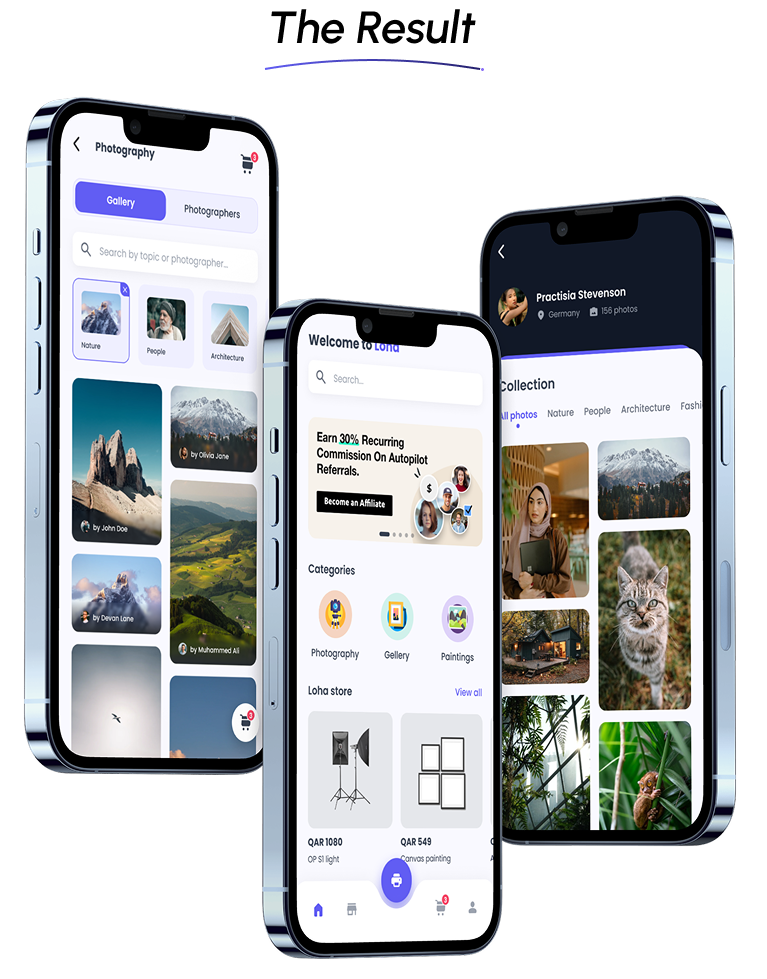 The Result
Photography
3
Gallery
Photographers
Search by topic or photographer...
Nature
People
Architecture
by Olivia Jane
by John Doe
by Devan Lane
by Muhammed Ali
3
Welcome to Loha
Search...
Earn 30% Recurring
Commission On Autopilot
Referrals.
Become an Affiliate
$
Categories
Photography
Gellery
Paintings
Loha store
View all
QAR 1080
QAR 549
OP S1 light
Canvas painting
3
Practisia Stevenson
Germany
156 photos
Collection
All photos
Nature
People
Architecture
Fashi